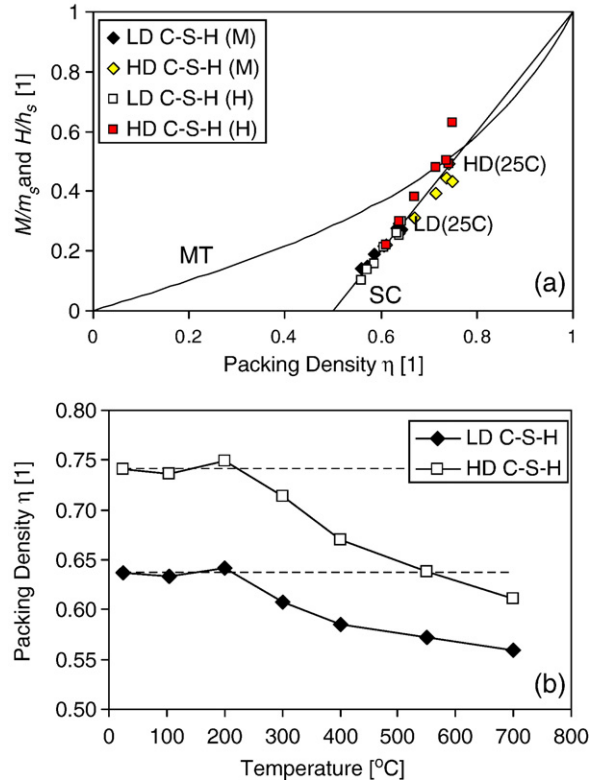 1
0.8
0.6
0.4
0.2
0
M/mₛ and H/hₛ [1]
LD C-S-H (M)
HD C-S-H (M)
LD C-S-H (H)
HD C-S-H (H)
HD(25C)
LD(25C)
MT
SC
(a)
0 0.2 0.4 0.6 0.8 1
Packing Density η [1]
0.80
0.75
0.70
0.65
0.60
0.55
0.50
Packing Density η [1]
LD C-S-H
HD C-S-H
(b)
0 100 200 300 400 500 600 700 800
Temperature [°C]